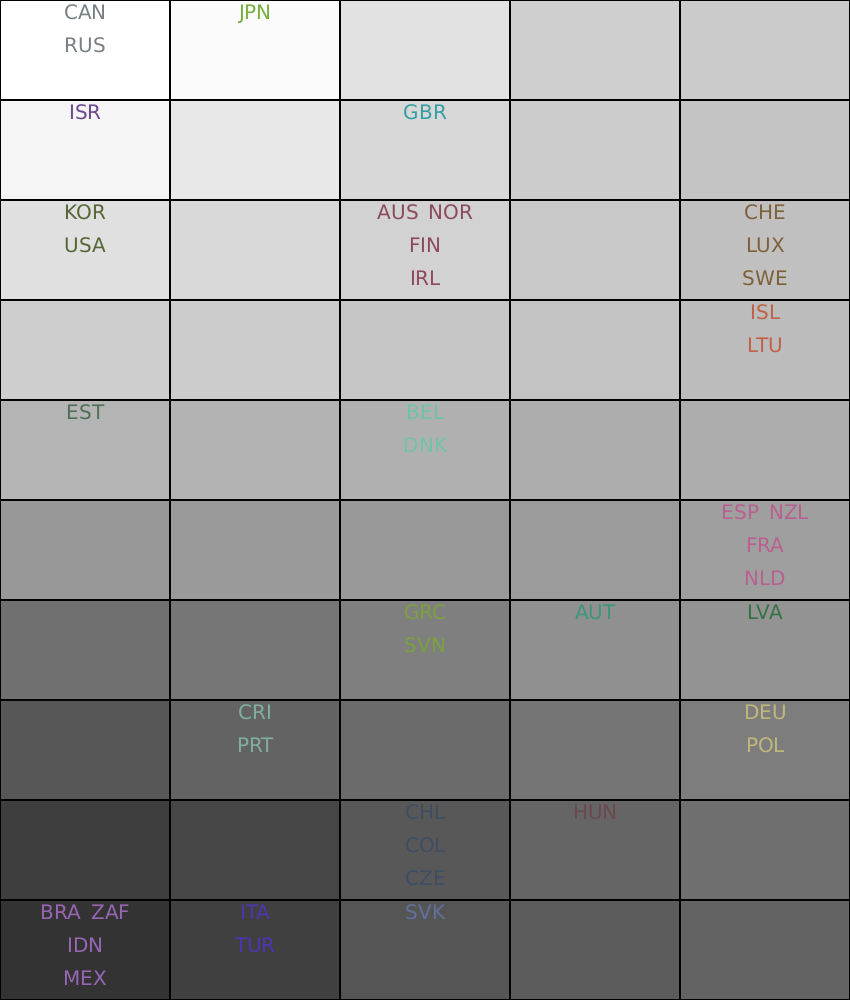 CAN
RUS
JPN
ISR
GBR
KOR
USA
AUS NOR
FIN
IRL
CHE
LUX
SWE
ISL
LTU
EST
BEL
DNK
ESP NZL
FRA
NLD
GRC
SVN
AUT
LVA
CRI
PRT
DEU
POL
CHL
COL
CZE
HUN
BRA ZAF
IDN
MEX
ITA
TUR
SVK